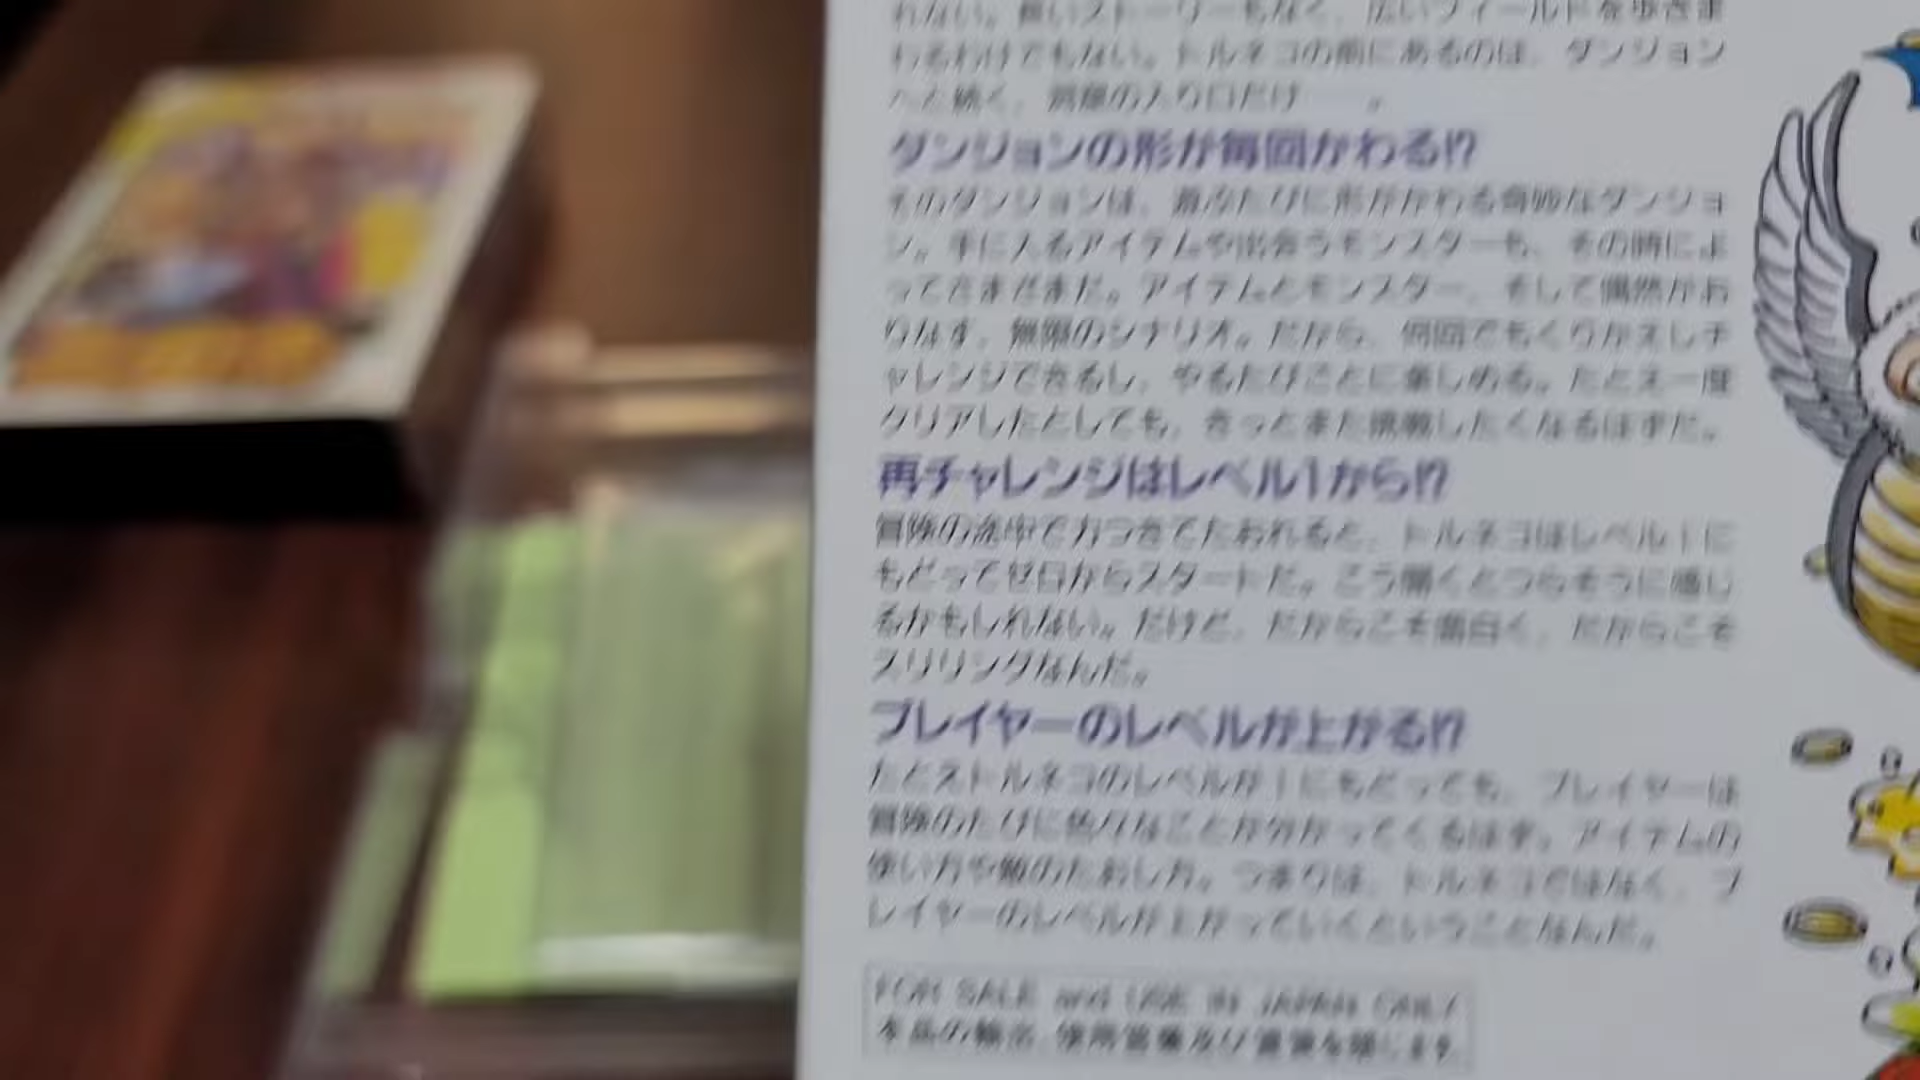 れない。長いストーリーもなく、広いフィールドを歩きま
わるわけでもない。トルネコの前にあるのは、ダンジョン
へと続く、洞窟の入り口だけ――。
ダンジョンの形が毎回かわる!?
そのダンジョンは、遊ぶたびに形がかわる奇妙なダンジョ
ン。手に入るアイテムや出会うモンスターも、その時によ
ってさまざまだ。アイテムとモンスター、そして偶然がお
りなす、無限のシナリオ。だから、何回でもくりかえしチ
ャレンジできるし、やるたびごとに楽しめる。たとえ一度
クリアしたとしても、きっとまた挑戦したくなるはずだ。
再チャレンジはレベル1から!?
冒険の途中で力つきてたおれると、トルネコはレベル1に
もどってゼロからスタートだ。こう聞くとつらそうに感じ
るかもしれない。だけど、だからこそ面白く、だからこそ
スリリングなんだ。
プレイヤーのレベルが上がる!?
たとえトルネコのレベルが1にもどっても、プレイヤーは
冒険のたびに色々なことが分かってくるはず。アイテムの
使い方や敵のたおし方。つまりは、トルネコではなく、プ
レイヤーのレベルが上がっていくということなんだ。
FOR SALE and USE IN JAPAN ONLY
本品の輸出、使用営業及び賃貸を禁じます。